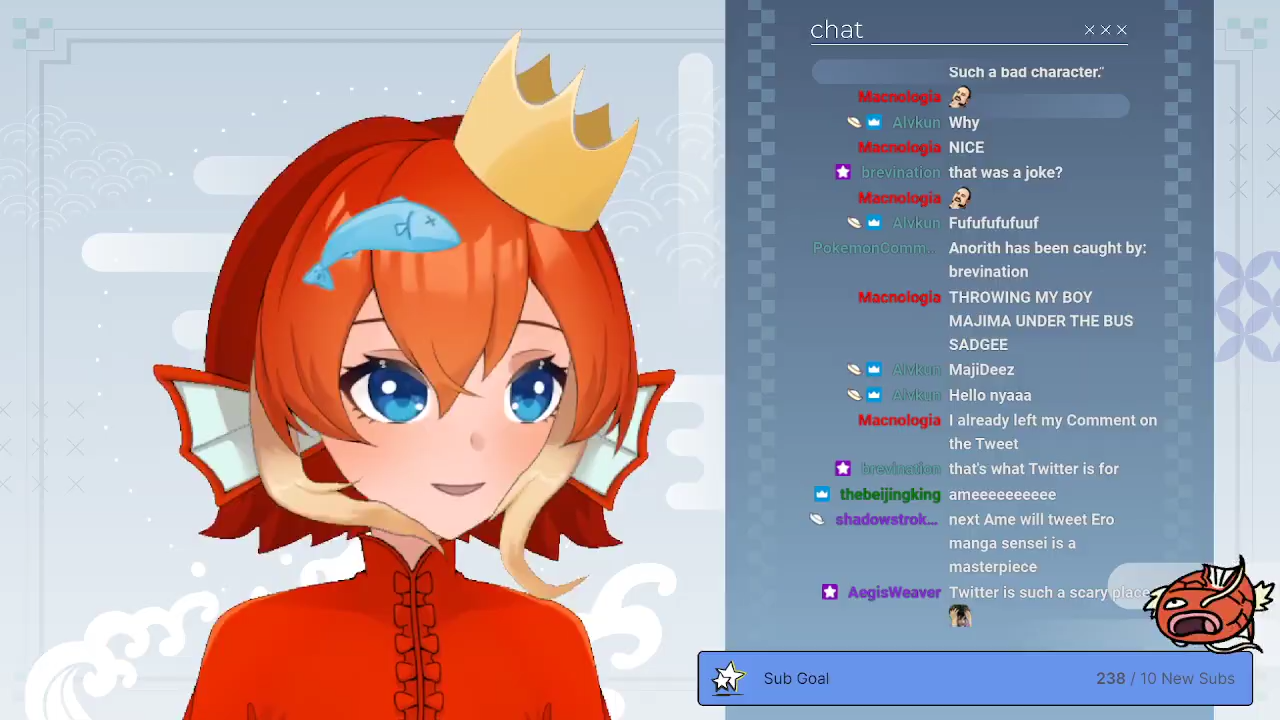 chat
Such a bad character."
Macnologia
Alvkun Why
Macnologia NICE
brevination that was a joke?
Macnologia
Alvkun Fufufufufuuf
PokemonComm... Anorith has been caught by:
brevination
Macnologia THROWING MY BOY
MAJIMA UNDER THE BUS
SADGEE
Alvkun MajiDeez
Alvkun Hello nyaaa
Macnologia I already left my Comment on
the Tweet
brevination that's what Twitter is for
thebeijingking ameeeeeeeeee
shadowstrok... next Ame will tweet Ero
manga sensei is a
masterpiece
AegisWeaver Twitter is such a scary place
Sub Goal 238 / 10 New Subs